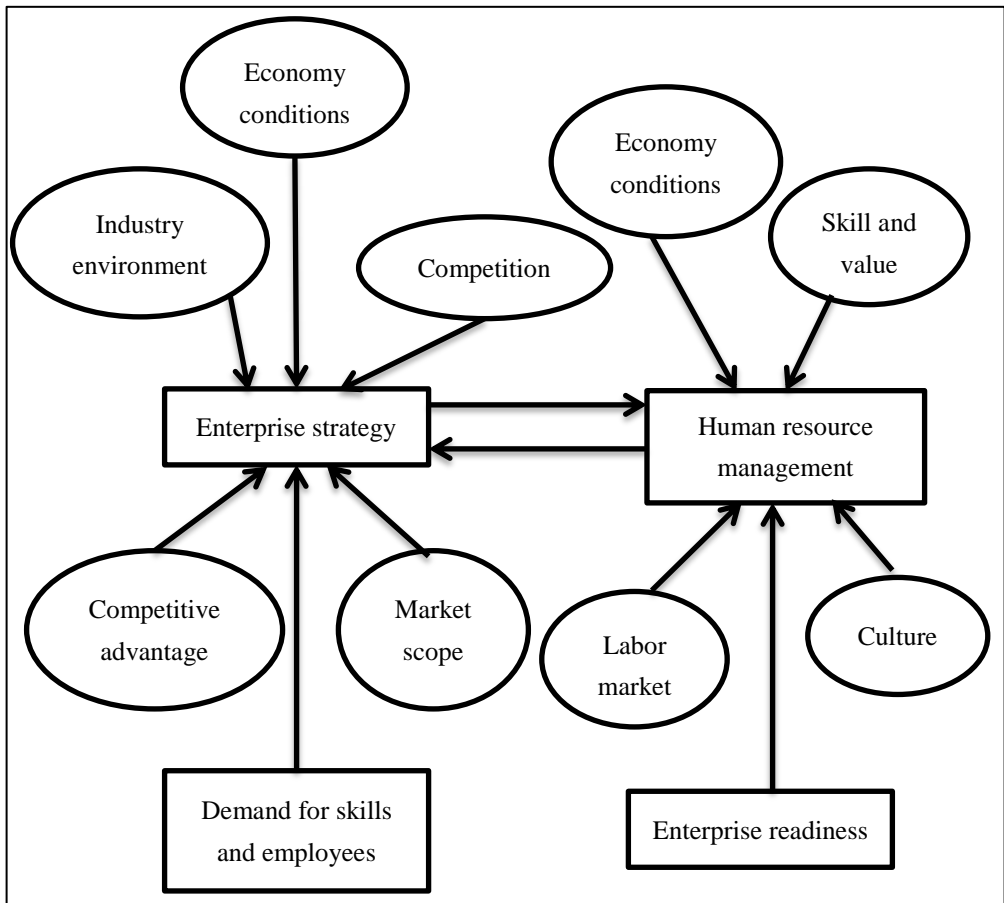 Economy
conditions
Economy
conditions
Industry
environment
Skill and
value
Competition
Enterprise strategy
Human resource
management
Competitive
advantage
Market
scope
Labor
market
Culture
Demand for skills
and employees
Enterprise readiness